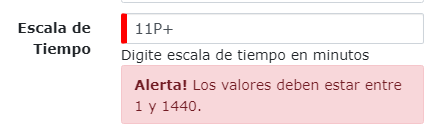 Escala de Tiempo
11P+
Digite escala de tiempo en minutos
Alerta! Los valores deben estar entre
1 y 1440.